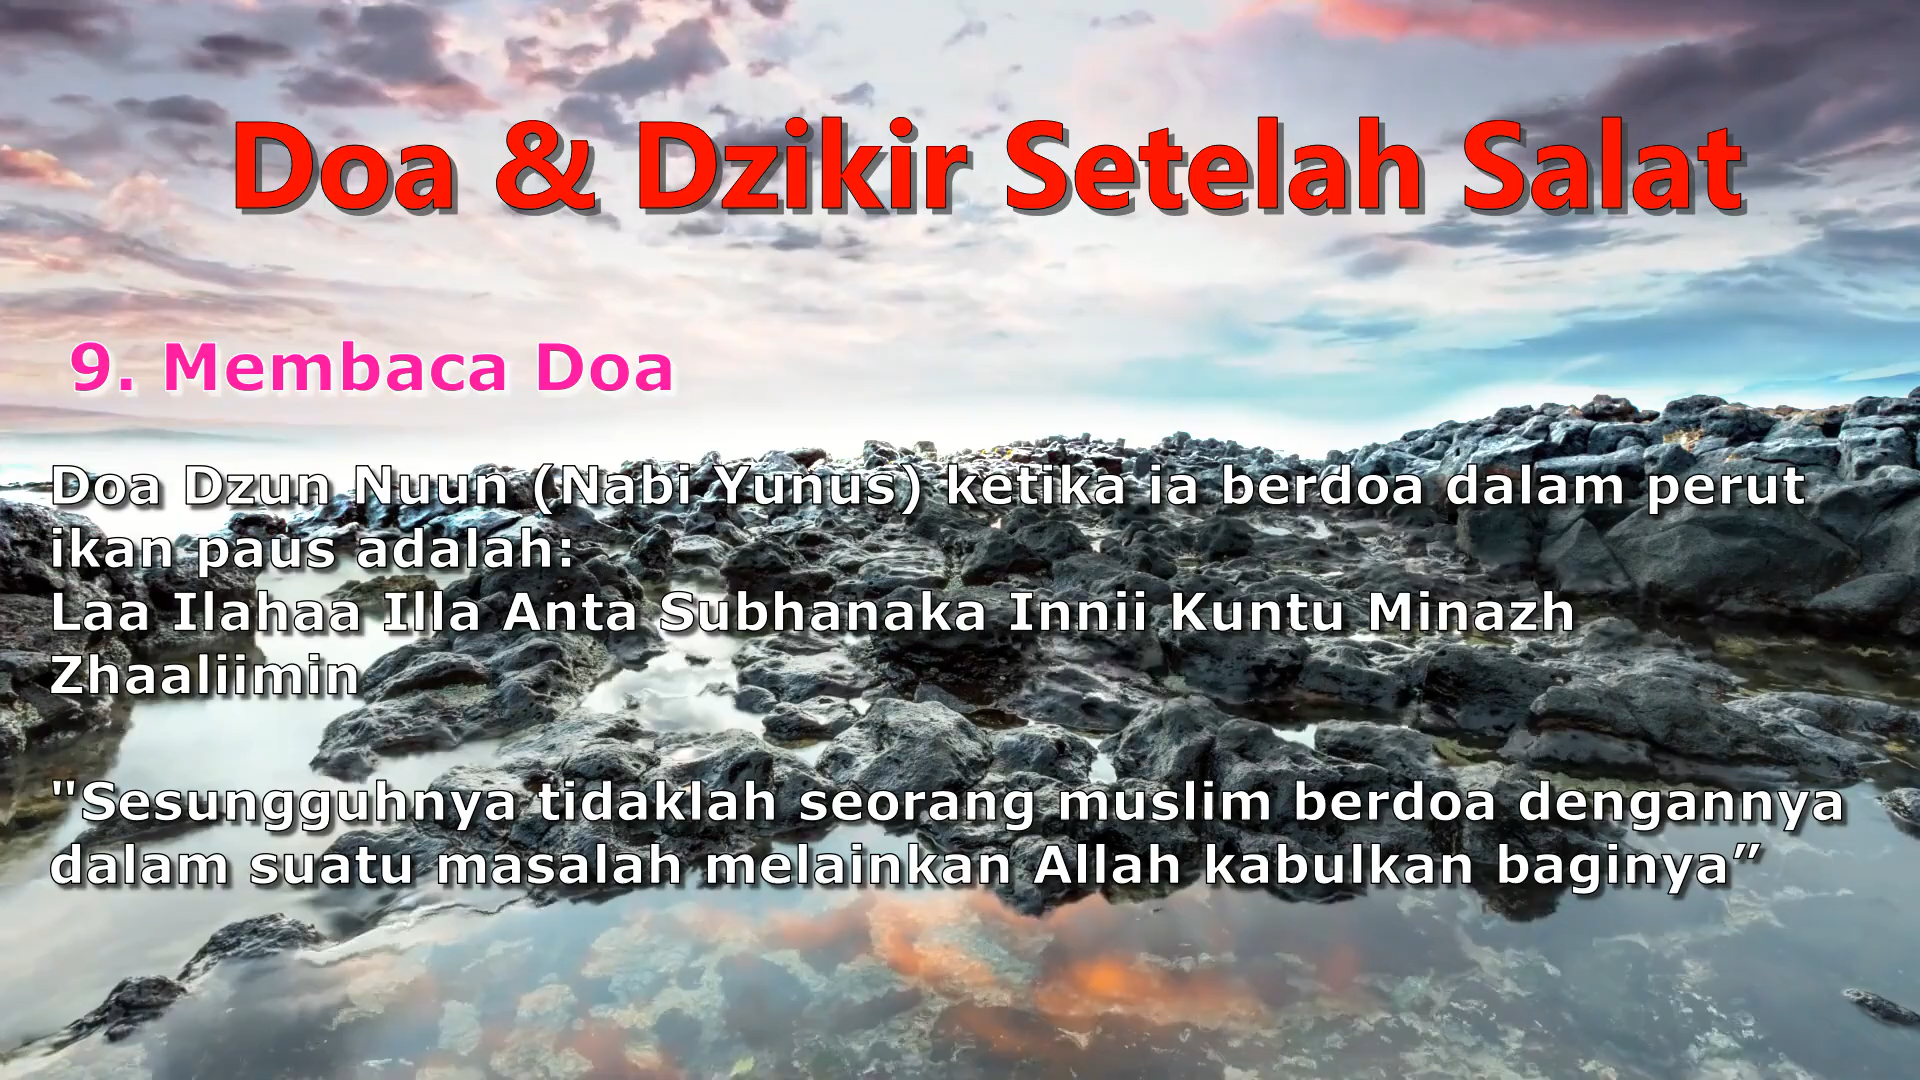 Doa & Dzikir Setelah Salat
9. Membaca Doa
Doa Dzun Nuun (Nabi Yunus) ketika ia berdoa dalam perut
ikan paus adalah:
Laa Ilahaa Illa Anta Subhanaka Innii Kuntu Minazh
Zhaaliimin
"Sesungguhnya tidaklah seorang muslim berdoa dengannya
dalam suatu masalah melainkan Allah kabulkan baginya”